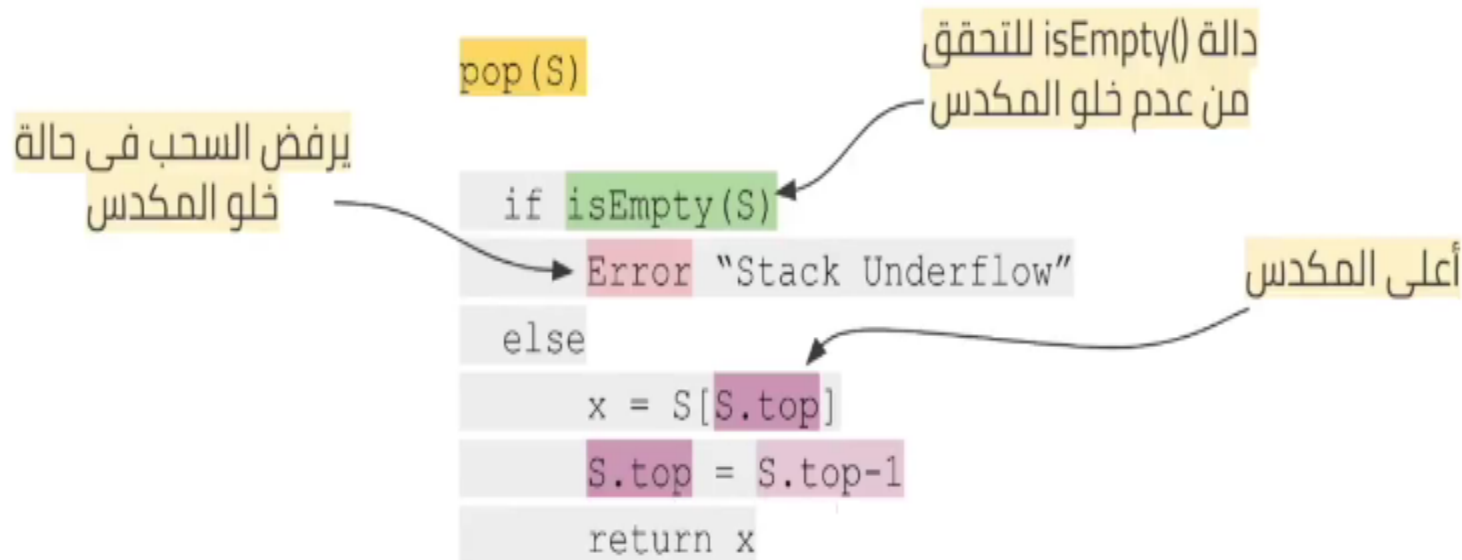 دالة isEmpty() للتحقق
من عدم خلو المكدس
pop(S)
يرفض السحب فى حالة
خلو المكدس
if isEmpty(S)
Error “Stack Underflow”
أعلى المكدس
else
x = S[S.top]
S.top = S.top-1
return x